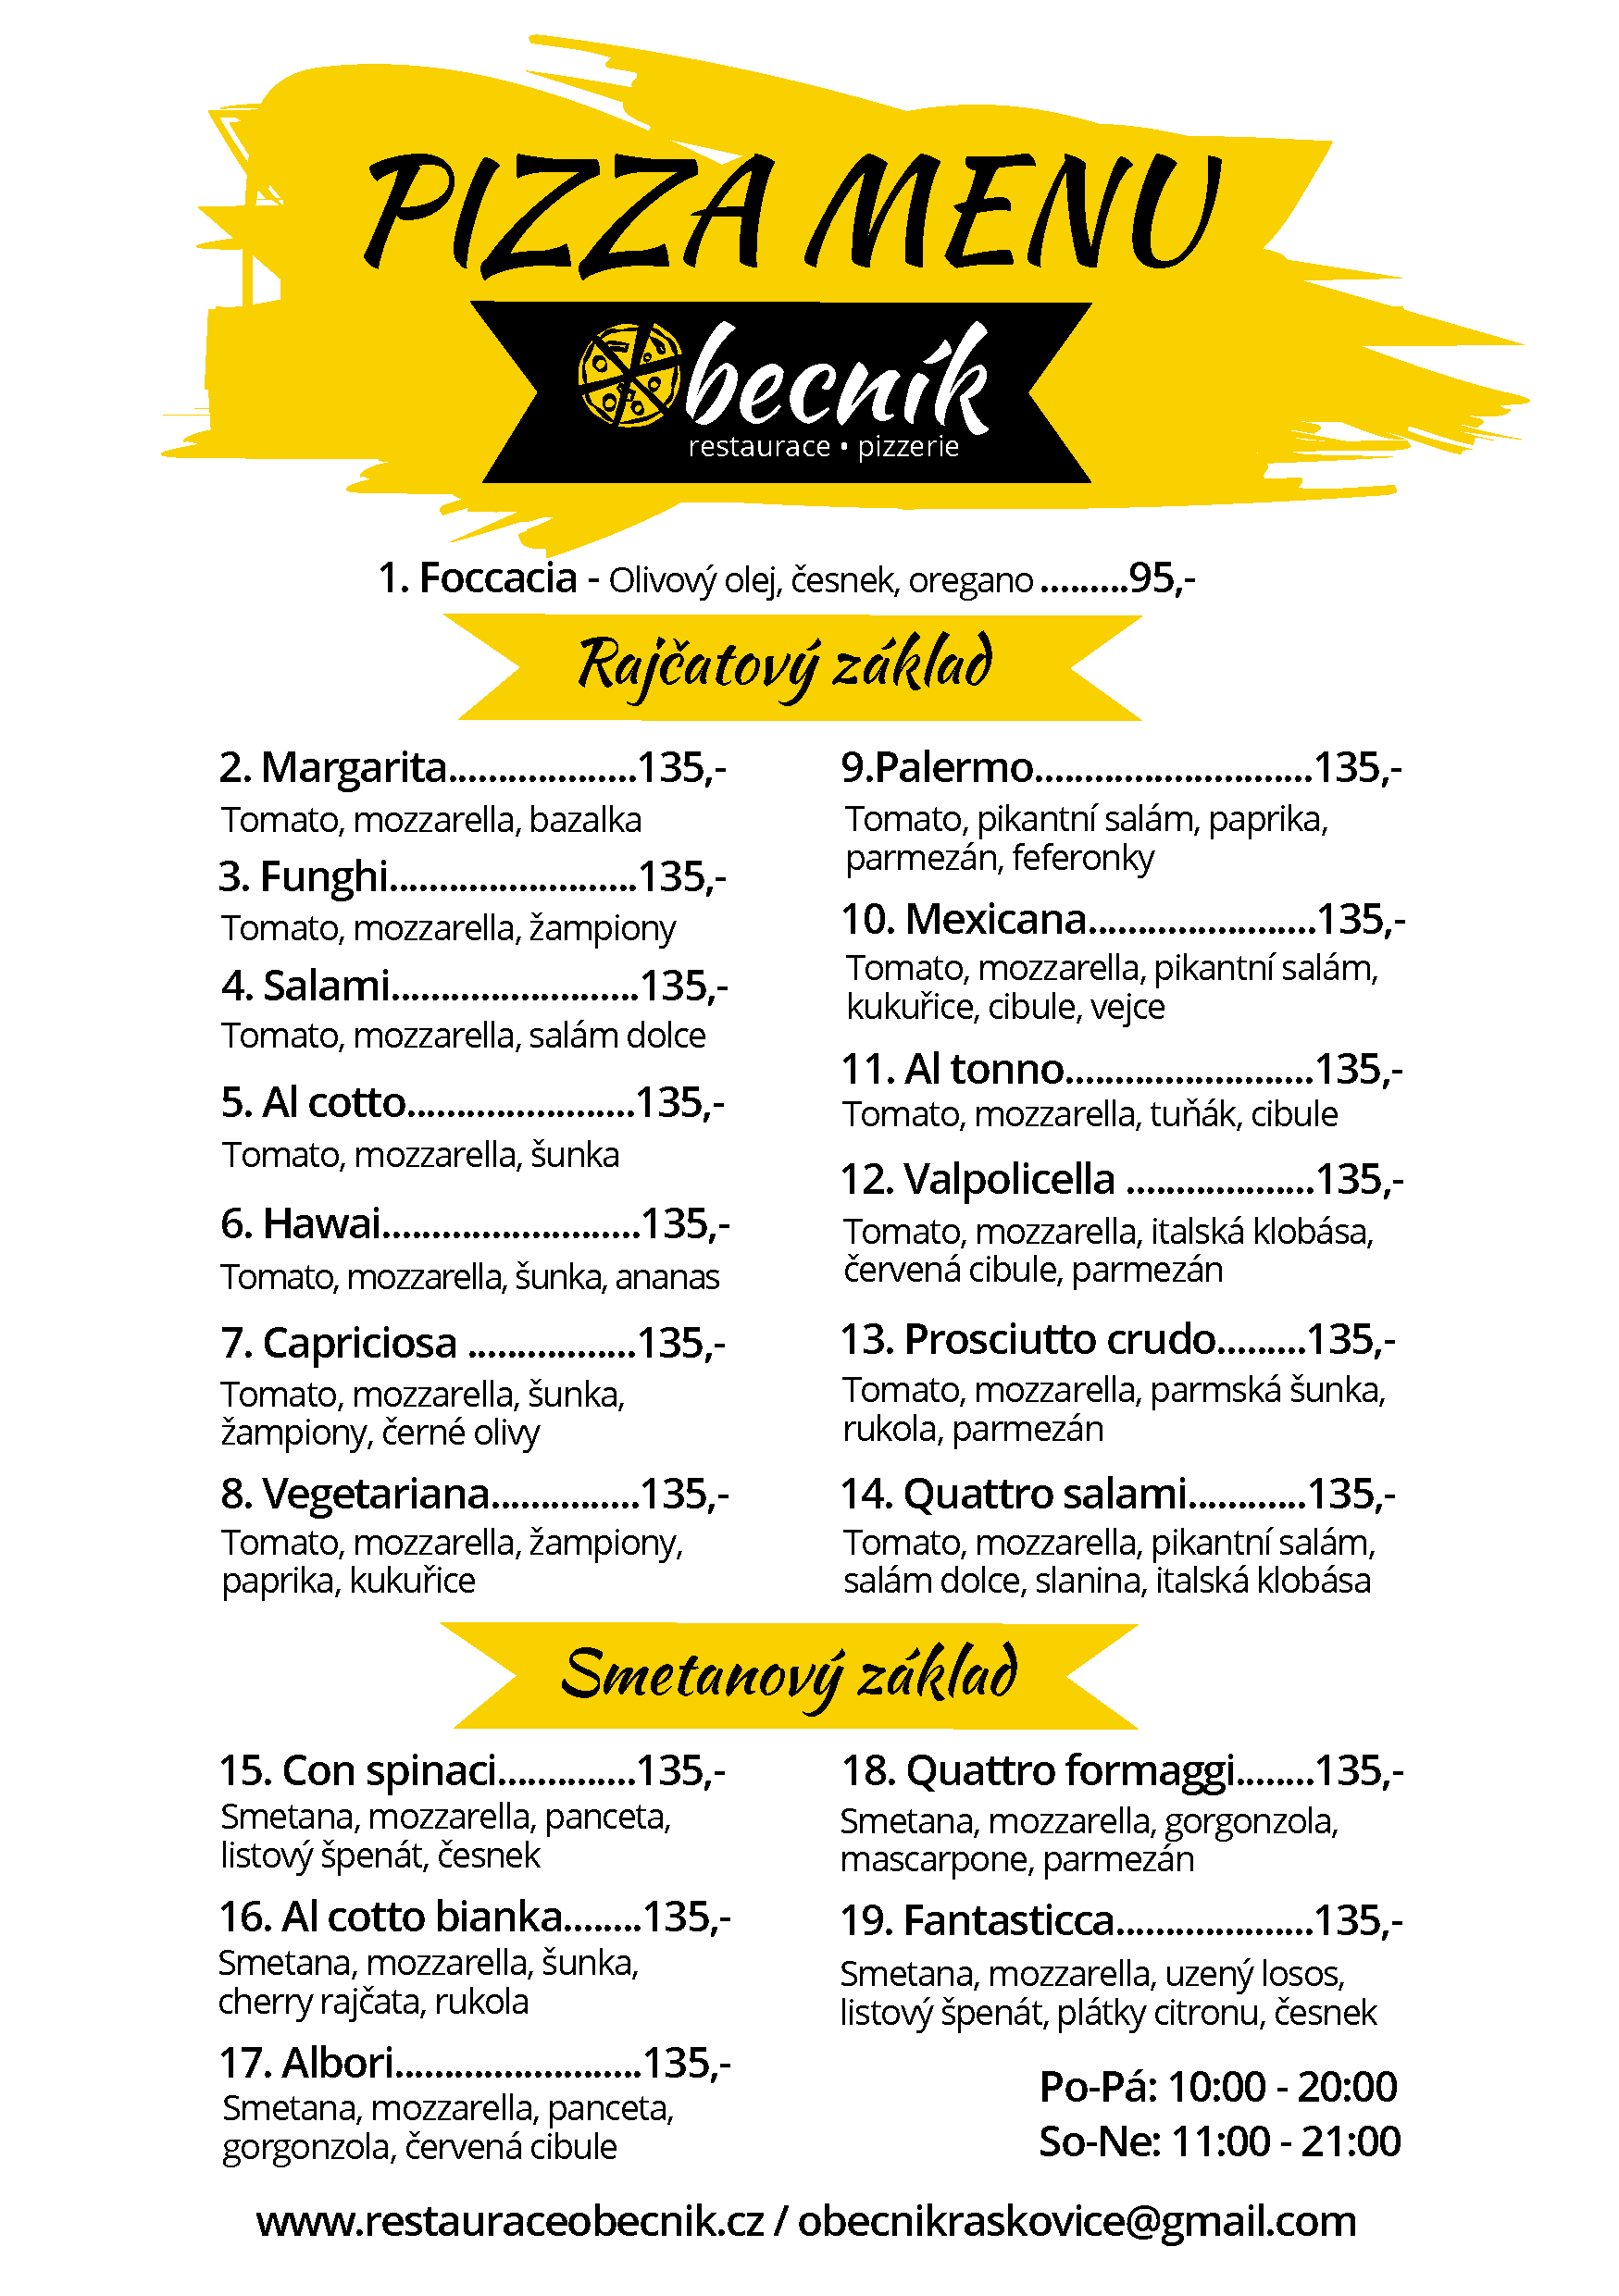 PIZZA MENU
becník
restaurace • pizzerie
1. Foccacia - Olivový olej, česnek, oregano .........95,-
Rajčatový základ
2. Margarita...................135,-
Tomato, mozzarella, bazalka
3. Funghi.........................135,-
Tomato, mozzarella, žampiony
4. Salami.........................135,-
Tomato, mozzarella, salám dolce
5. Al cotto.......................135,-
Tomato, mozzarella, šunka
6. Hawai..........................135,-
Tomato, mozzarella, šunka, ananas
7. Capriciosa .................135,-
Tomato, mozzarella, šunka,
žampiony, černé olivy
8. Vegetariana...............135,-
Tomato, mozzarella, žampiony,
paprika, kukuřice
9.Palermo............................135,-
Tomato, pikantní salám, paprika,
parmezán, feferonky
10. Mexicana.......................135,-
Tomato, mozzarella, pikantní salám,
kukuřice, cibule, vejce
11. Al tonno.........................135,-
Tomato, mozzarella, tuňák, cibule
12. Valpolicella ...................135,-
Tomato, mozzarella, italská klobása,
červená cibule, parmezán
13. Prosciutto crudo.........135,-
Tomato, mozzarella, parmská šunka,
rukola, parmezán
14. Quattro salami............135,-
Tomato, mozzarella, pikantní salám,
salám dolce, slanina, italská klobása
Smetanový základ
15. Con spinaci..............135,-
Smetana, mozzarella, panceta,
listový špenát, česnek
16. Al cotto bianka........135,-
Smetana, mozzarella, šunka,
cherry rajčata, rukola
17. Albori.........................135,-
Smetana, mozzarella, panceta,
gorgonzola, červená cibule
18. Quattro formaggi........135,-
Smetana, mozzarella, gorgonzola,
mascarpone, parmezán
19. Fantasticca....................135,-
Smetana, mozzarella, uzený losos,
listový špenát, plátky citronu, česnek
Po-Pá: 10:00 - 20:00
So-Ne: 11:00 - 21:00
www.restauraceobecnik.cz / obecnikraskovice@gmail.com